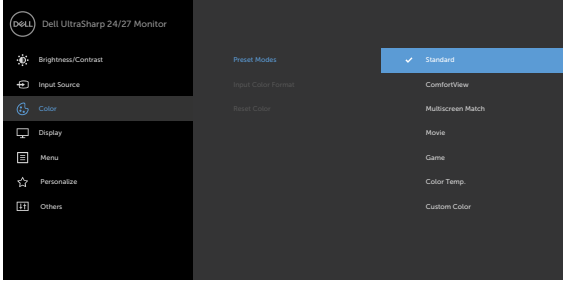 DELL Dell UltraSharp 24/27 Monitor
Brightness/Contrast Preset Modes Standard
Input Source Input Color Format ComfortView
Color Reset Color Multiscreen Match
Display Movie
Menu Game
Personalize Color Temp.
Others Custom Color